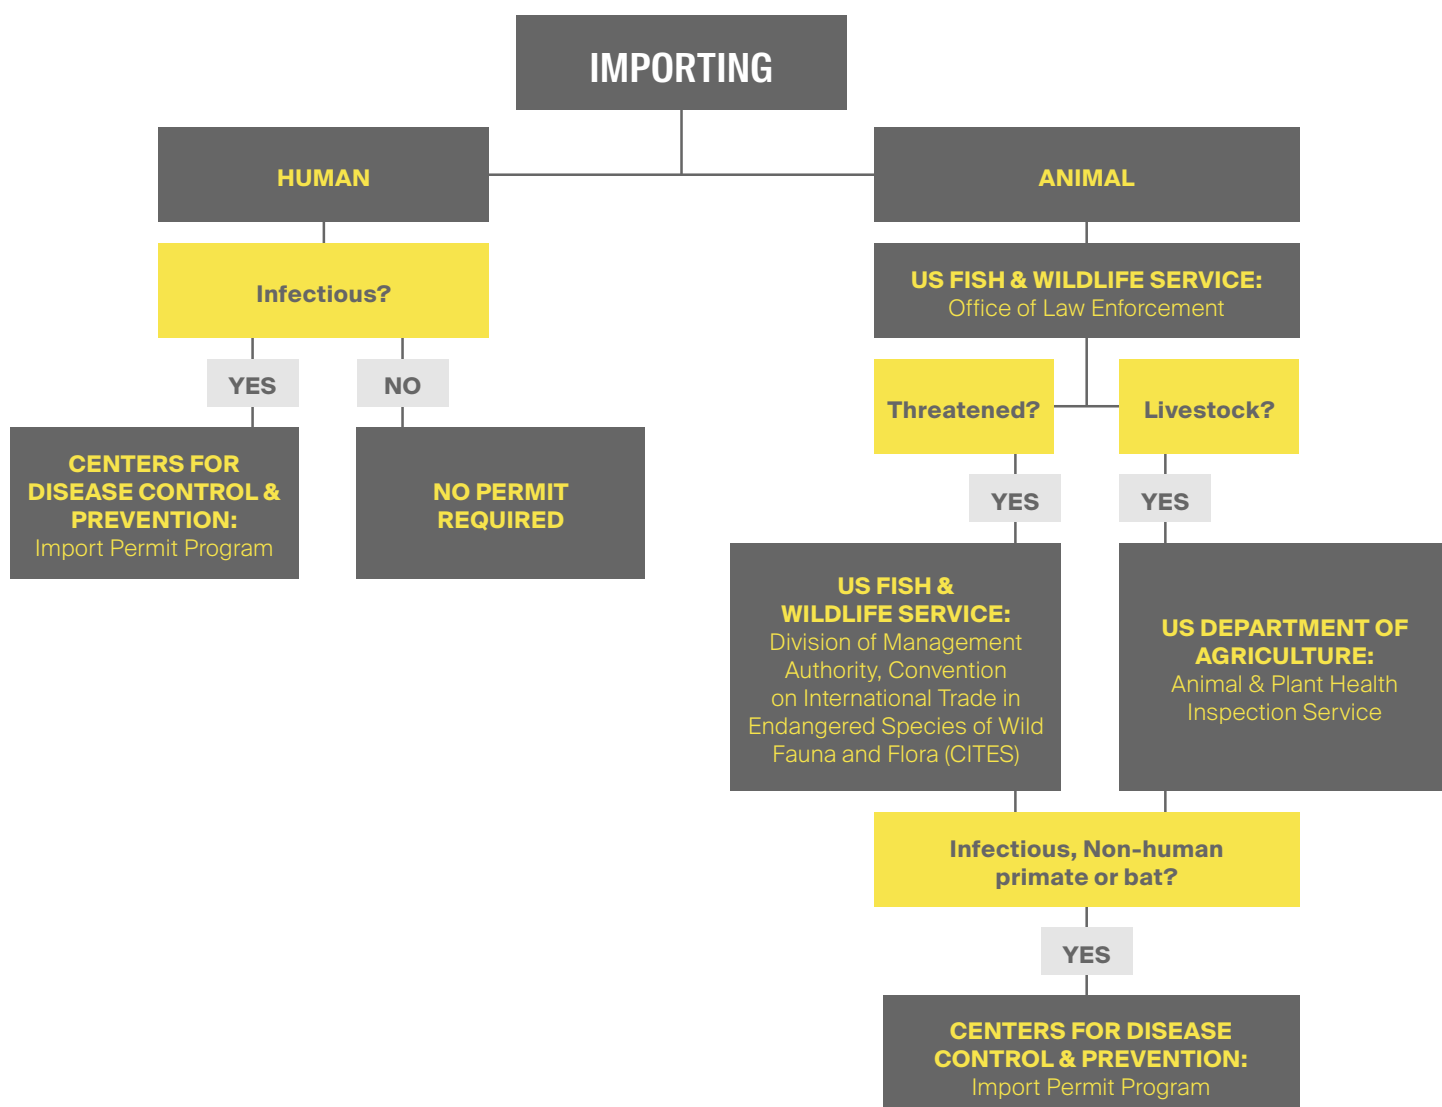 IMPORTING
HUMAN
ANIMAL
Infectious?
US FISH & WILDLIFE SERVICE:
Office of Law Enforcement
YES
NO
Threatened?
Livestock?
CENTERS FOR
DISEASE CONTROL &
PREVENTION:
Import Permit Program
NO PERMIT
REQUIRED
YES
YES
US FISH &
WILDLIFE SERVICE:
Division of Management
Authority, Convention
on International Trade in
Endangered Species of Wild
Fauna and Flora (CITES)
US DEPARTMENT OF
AGRICULTURE:
Animal & Plant Health
Inspection Service
Infectious, Non-human
primate or bat?
YES
CENTERS FOR DISEASE
CONTROL & PREVENTION:
Import Permit Program